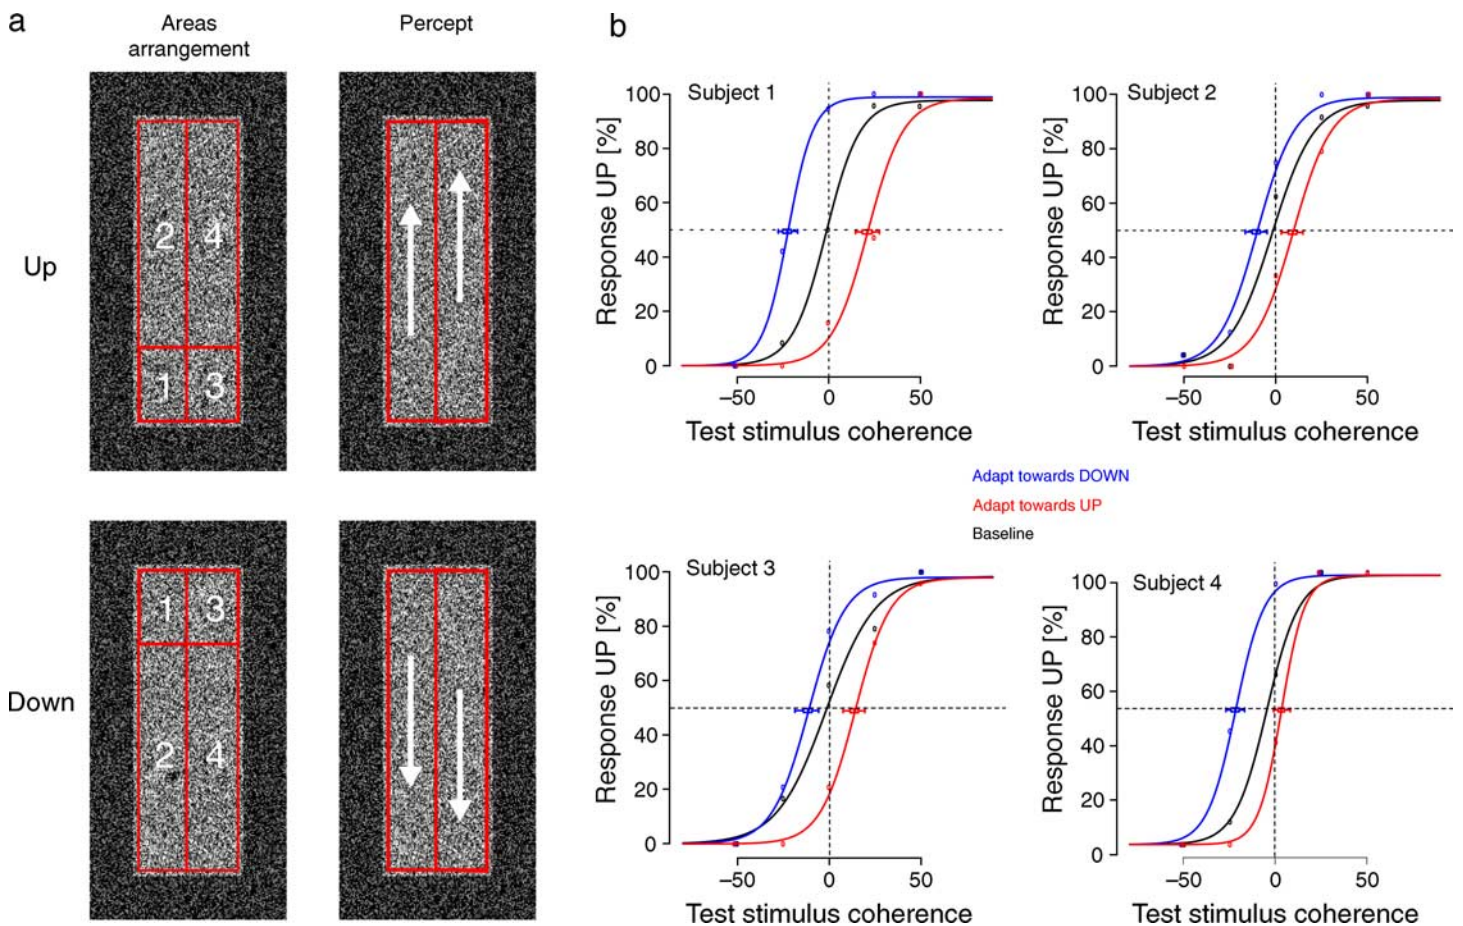 a
Areas
arrangement
Percept
Up
2 4
1 3
Down
1 3
2 4
b
Subject 1
Response UP [%]
100
80
60
40
20
0
−50 0 50
Test stimulus coherence
Subject 2
Response UP [%]
100
80
60
40
20
0
−50 0 50
Test stimulus coherence
Adapt towards DOWN
Adapt towards UP
Baseline
Subject 3
Response UP [%]
100
80
60
40
20
0
−50 0 50
Test stimulus coherence
Subject 4
Response UP [%]
100
80
60
40
20
0
−50 0 50
Test stimulus coherence